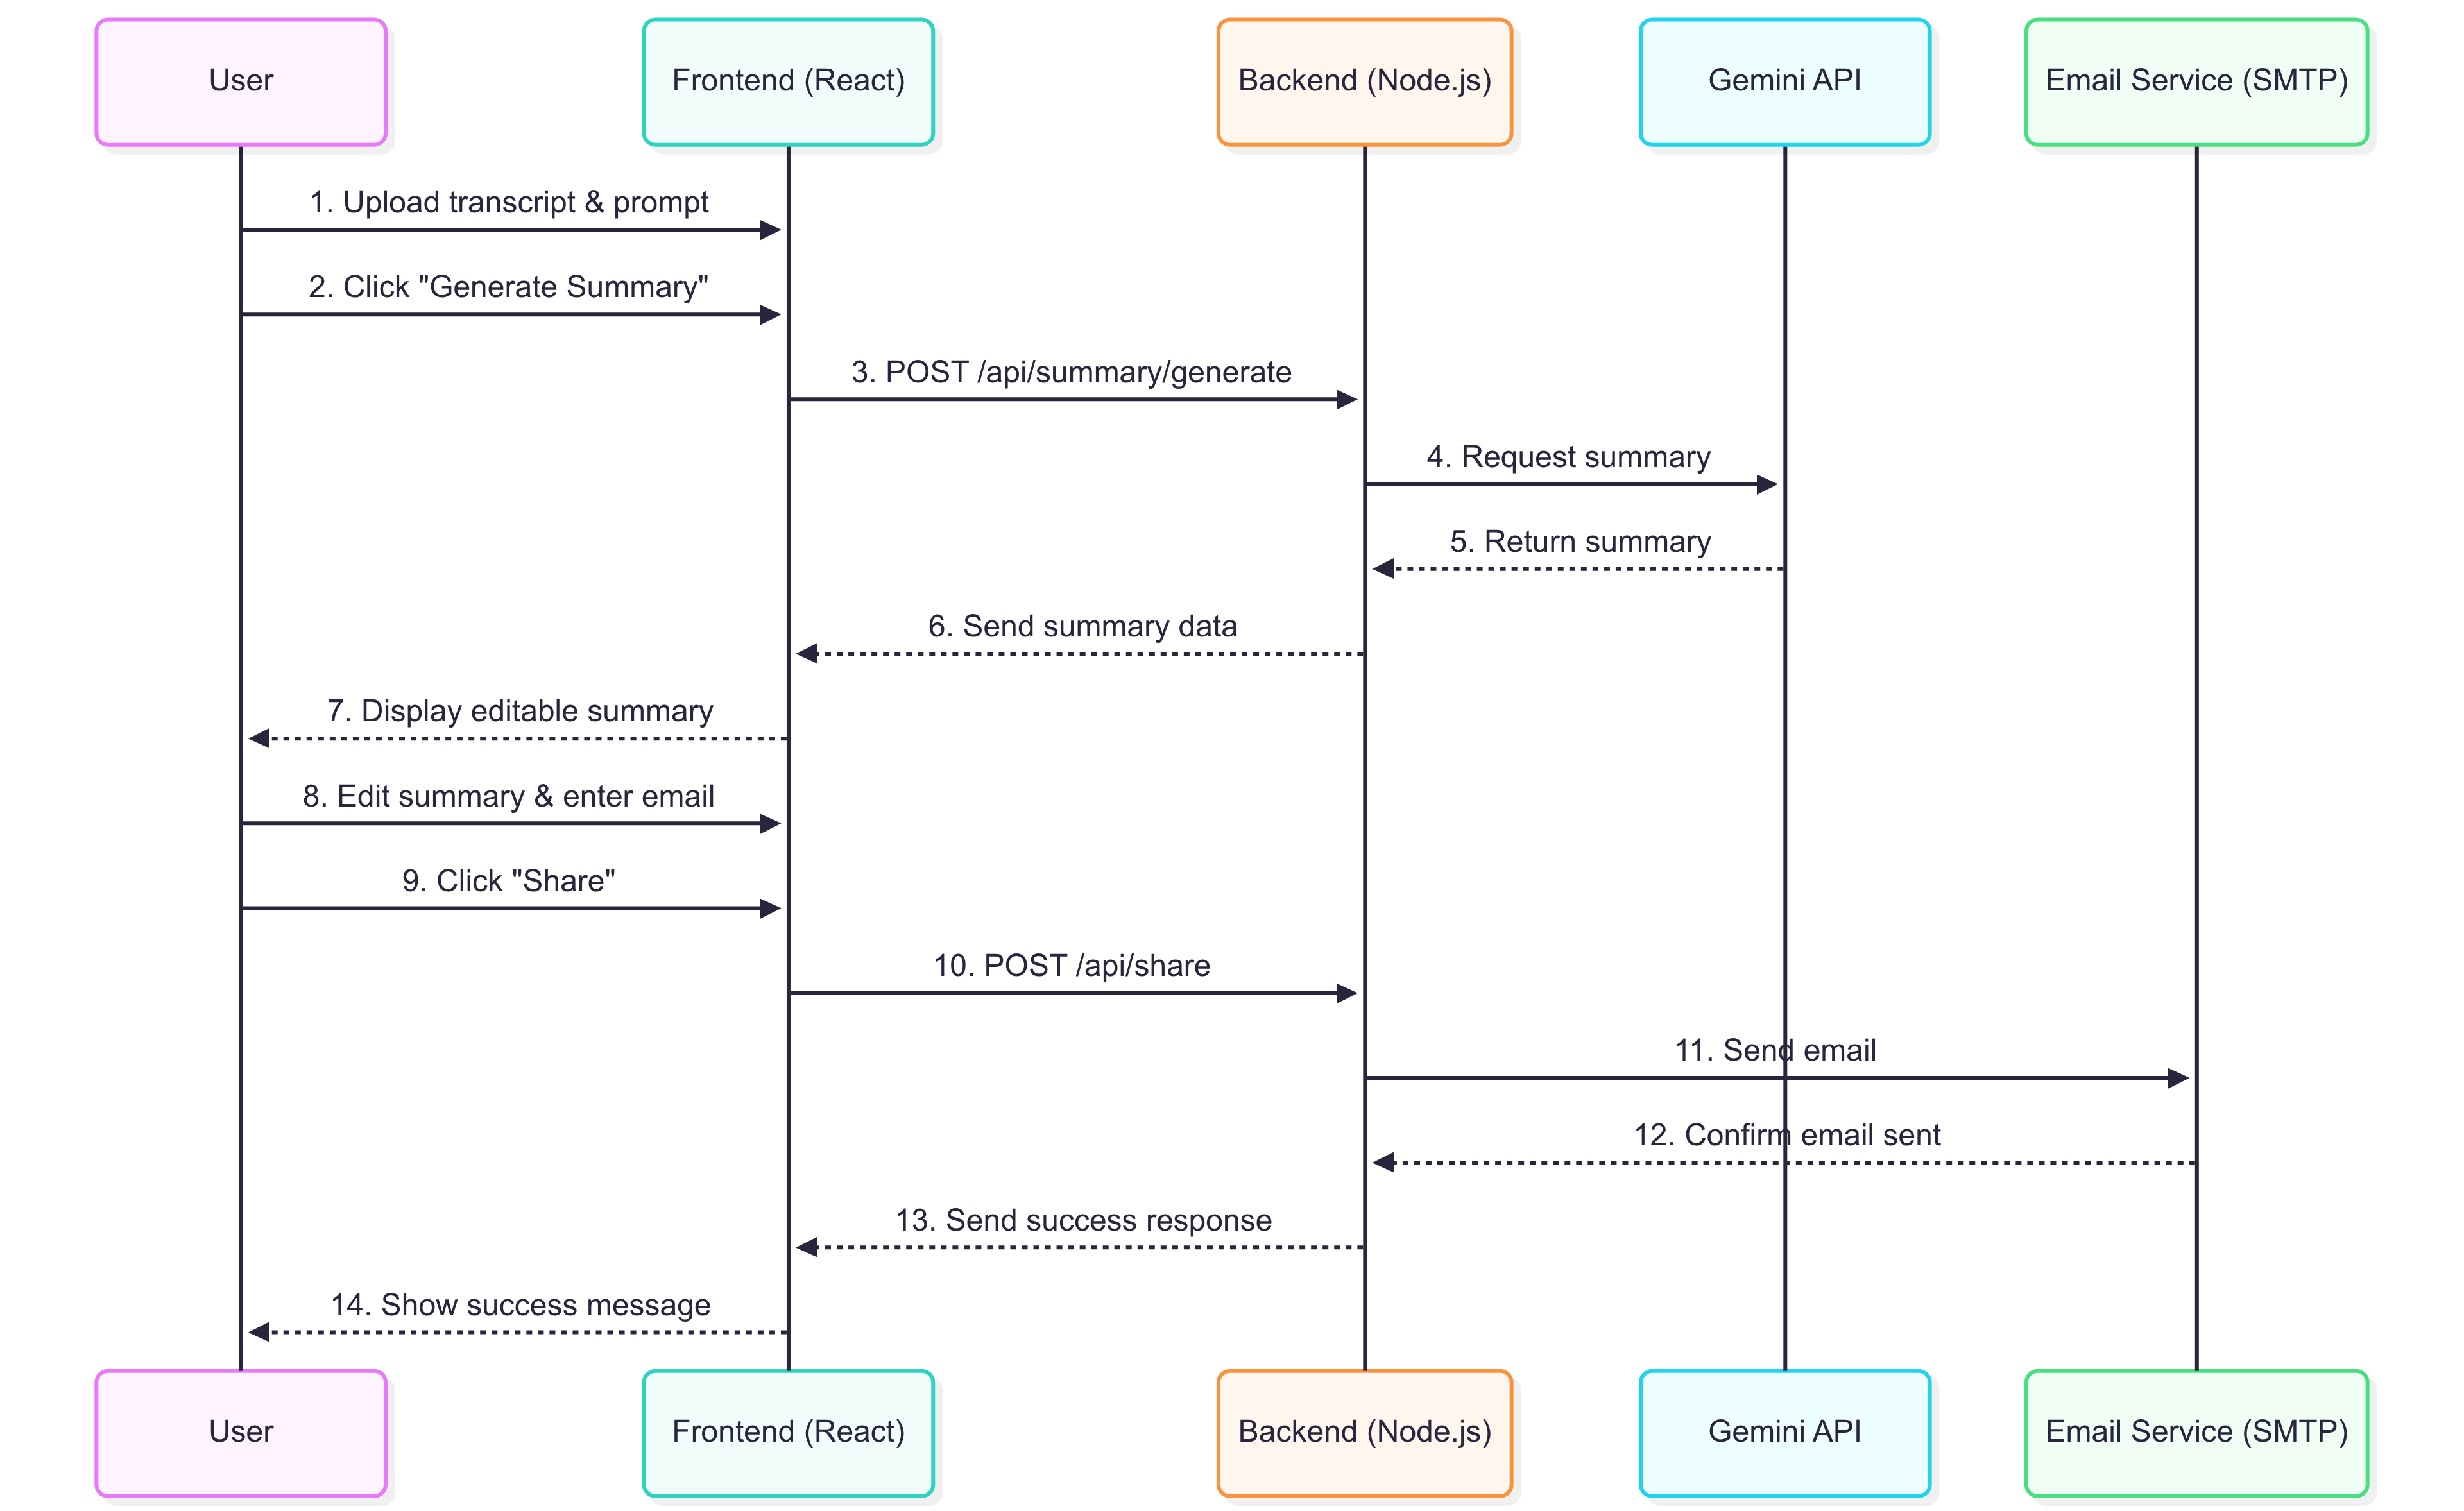 User
Frontend (React)
Backend (Node.js)
Gemini API
Email Service (SMTP)
1. Upload transcript & prompt
2. Click "Generate Summary"
3. POST /api/summary/generate
4. Request summary
5. Return summary
6. Send summary data
7. Display editable summary
8. Edit summary & enter email
9. Click "Share"
10. POST /api/share
11. Send email
12. Confirm email sent
13. Send success response
14. Show success message
User
Frontend (React)
Backend (Node.js)
Gemini API
Email Service (SMTP)